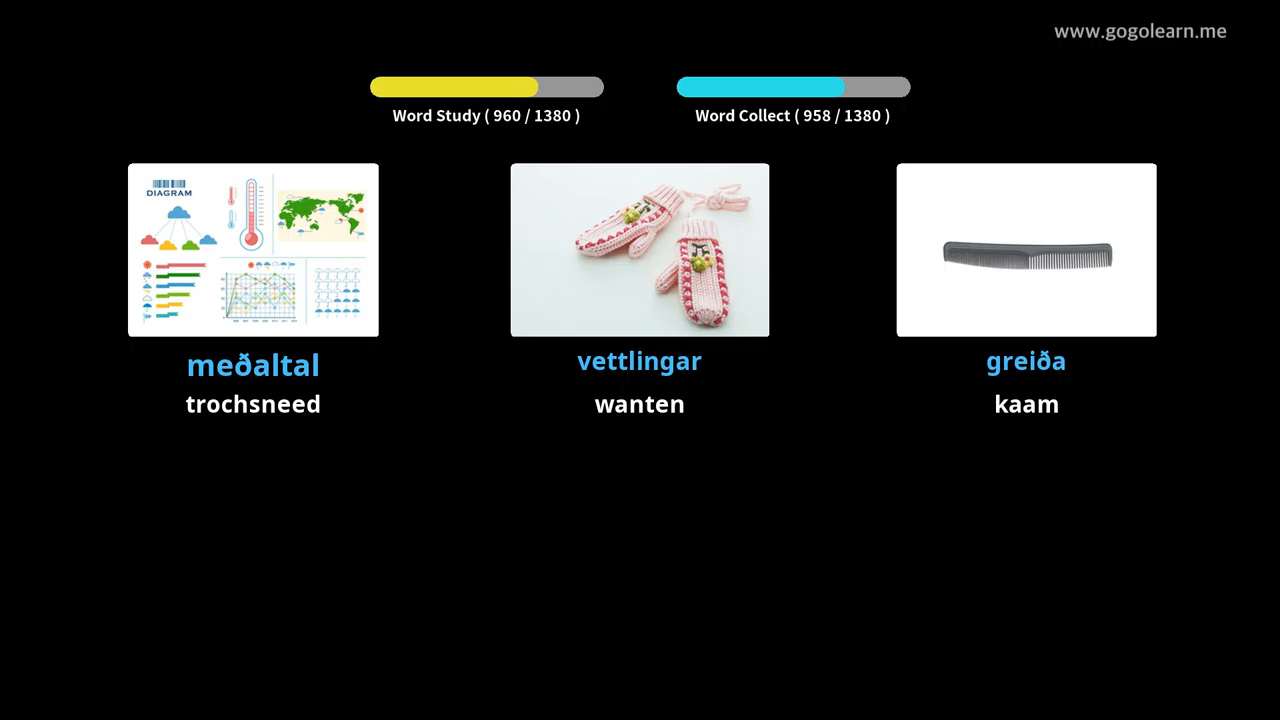 www.gogolearn.me
Word Study ( 960 / 1380 )
Word Collect ( 958 / 1380 )
DIAGRAM
meðaltal
vettlingar
greiða
trochsneed
wanten
kaam